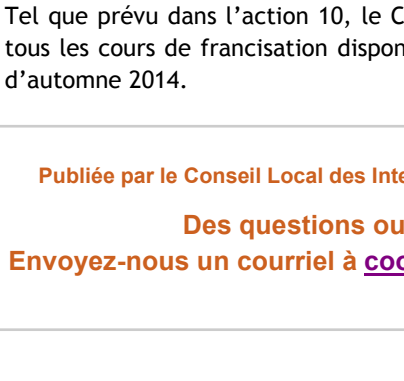 Tel que prévu dans l’action 10, le C
tous les cours de francisation dispon
d’automne 2014.
Publiée par le Conseil Local des Inte
Des questions ou
Envoyez-nous un courriel à coo